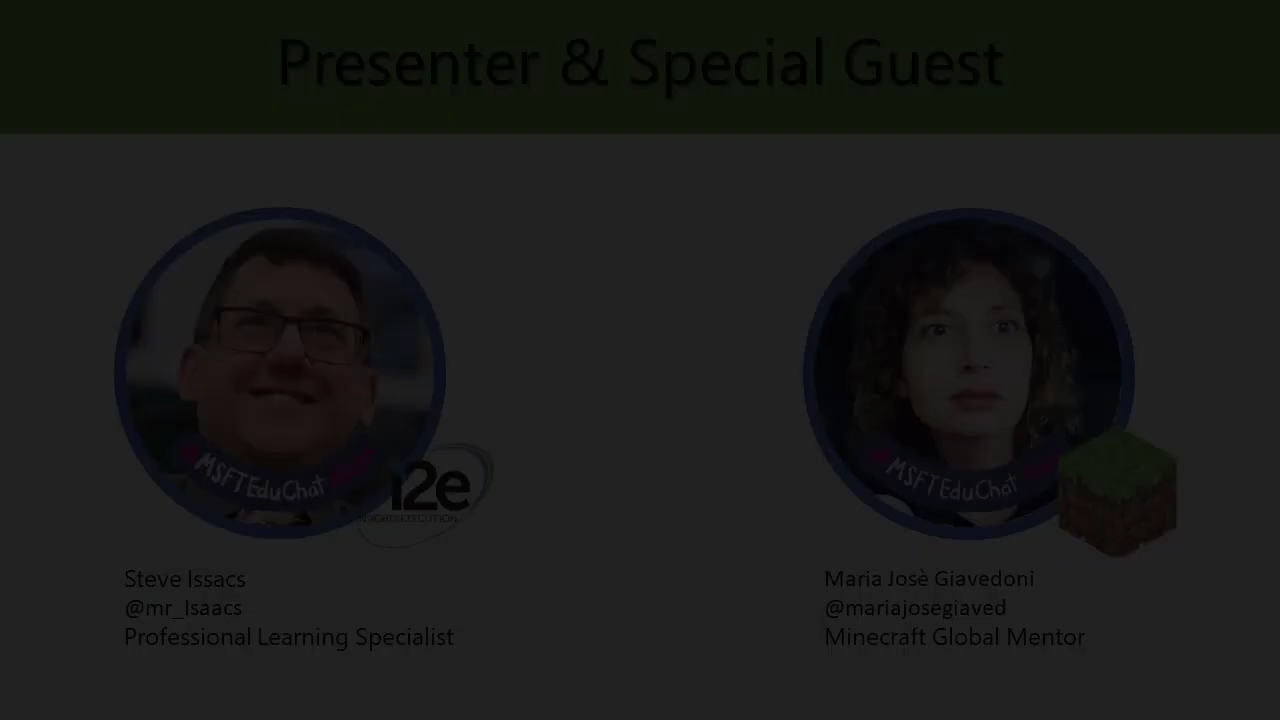 Presenter & Special Guest
MSFTEduChat
i2e
INSIGHT2EXECUTION
Steve Issacs
@mr_Isaacs
Professional Learning Specialist
MSFTEduChat
Maria Josè Giavedoni
@mariajosegiaved
Minecraft Global Mentor